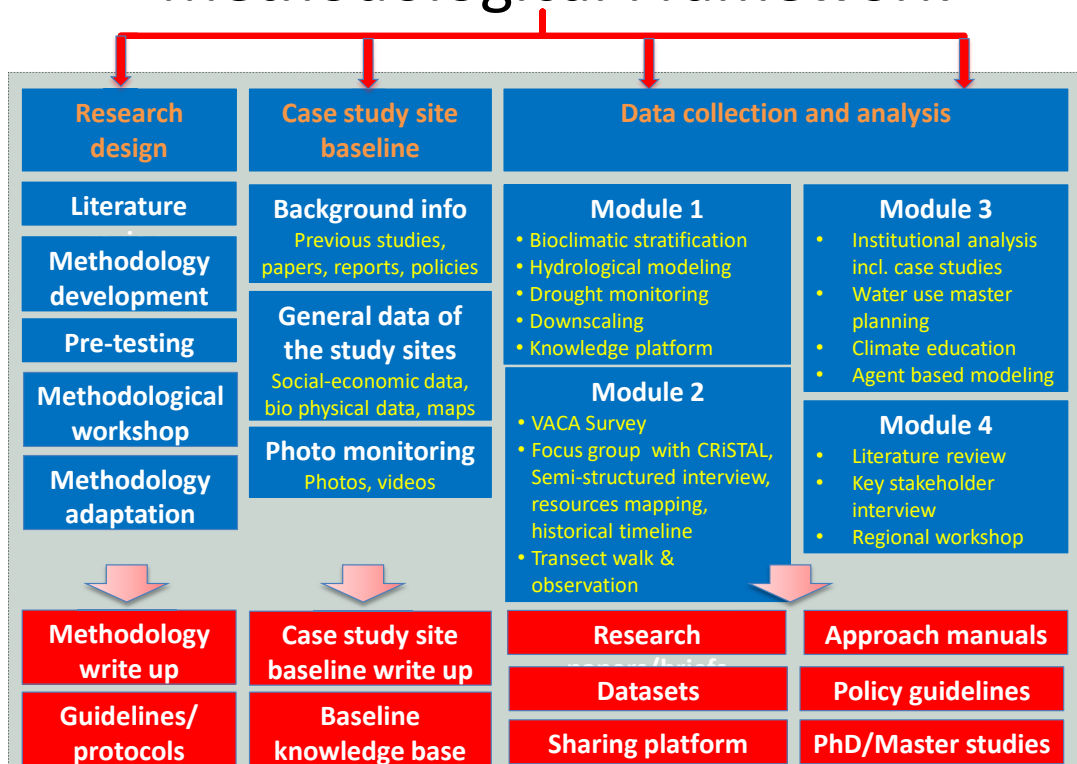 Methodological Framework
Research
design
Case study site
baseline
Data collection and analysis
Literature
Methodology
development
Pre-testing
Methodological
workshop
Methodology
adaptation
Background info
Previous studies,
papers, reports, policies
General data of
the study sites
Social-economic data,
bio physical data, maps
Photo monitoring
Photos, videos
Module 1
• Bioclimatic stratification
• Hydrological modeling
• Drought monitoring
• Downscaling
• Knowledge platform
Module 2
• VACA Survey
• Focus group with CRiSTAL,
Semi-structured interview,
resources mapping,
historical timeline
• Transect walk &
observation
Module 3
• Institutional analysis
incl. case studies
• Water use master
planning
• Climate education
• Agent based modeling
Module 4
• Literature review
• Key stakeholder
interview
• Regional workshop
Methodology
write up
Guidelines/
protocols
Case study site
baseline write up
Baseline
knowledge base
Research
papers/briefs
Datasets
Sharing platform
Approach manuals
Policy guidelines
PhD/Master studies